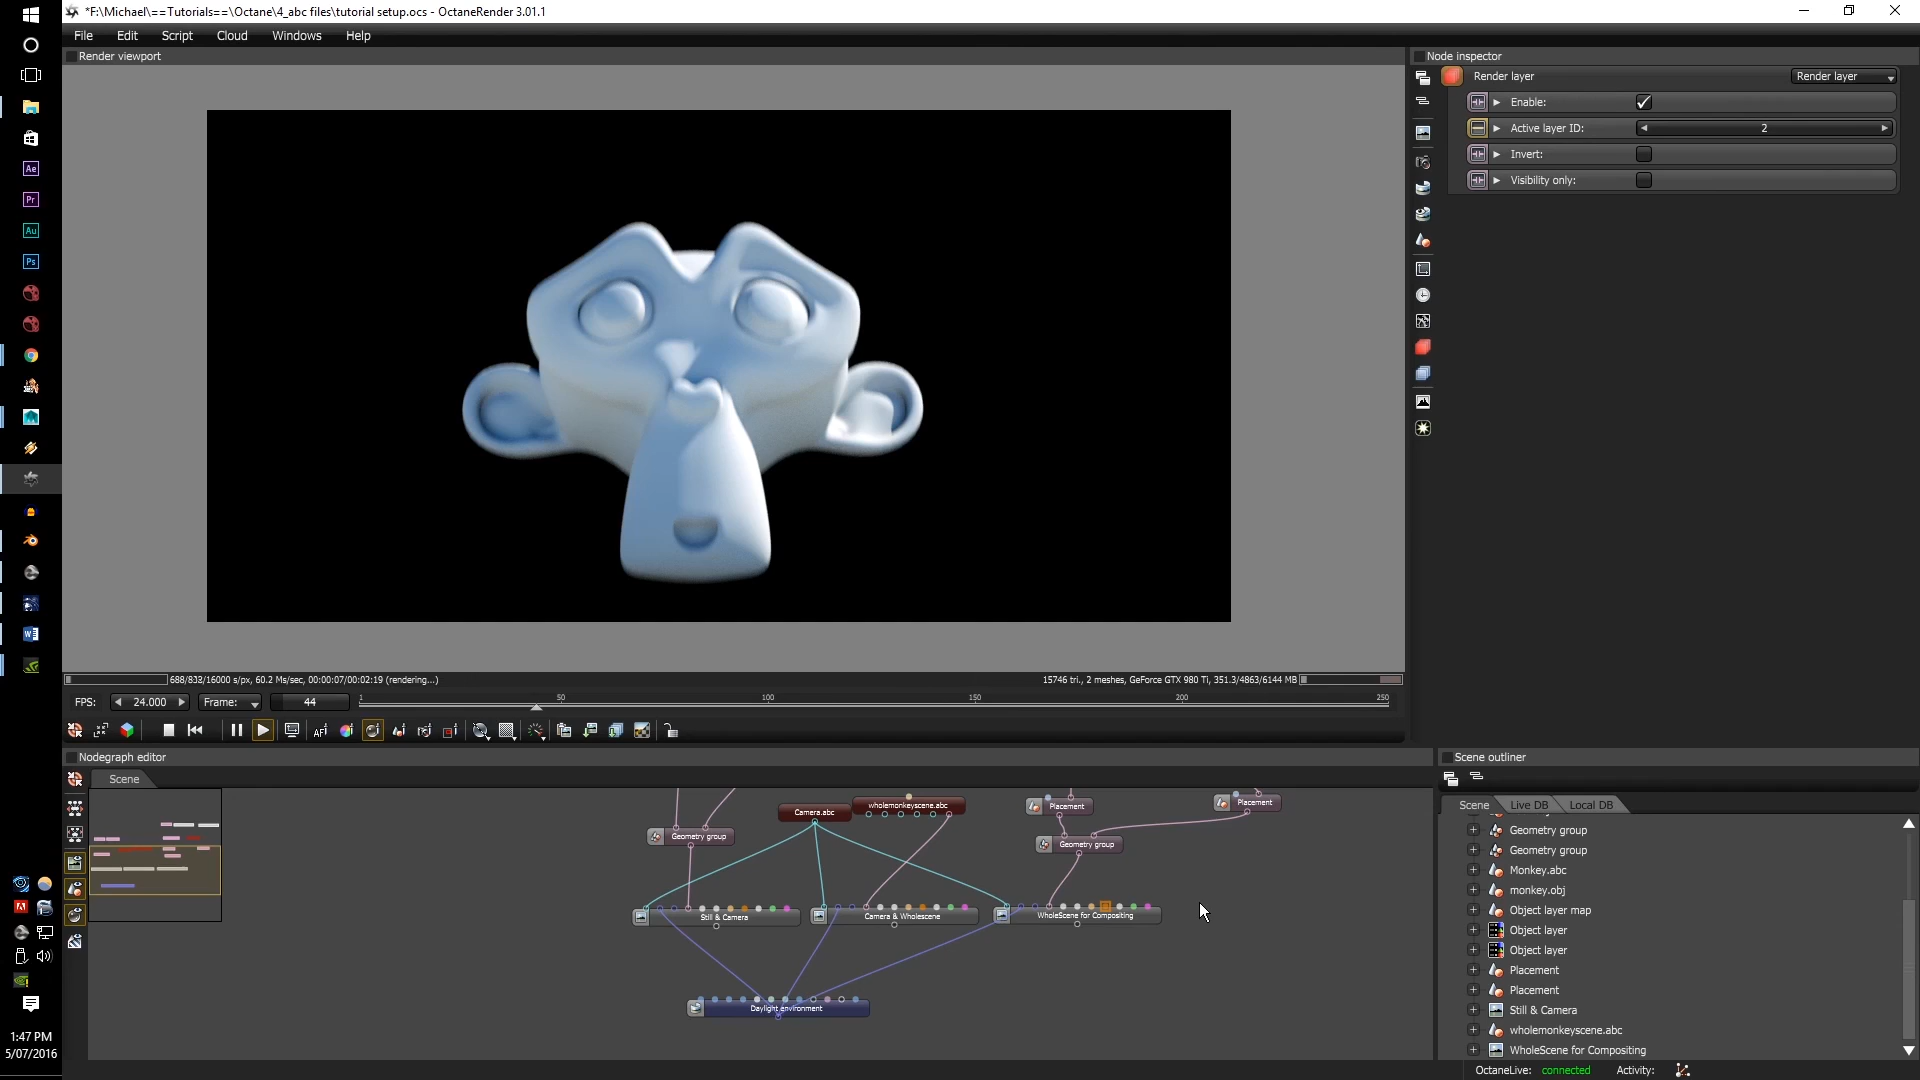 *F:\Michael\==Tutorials==\Octane\4_abc files\tutorial setup.ocs - OctaneRender 3.01.1
File Edit Script Cloud Windows Help
Render viewport
Node inspector
Render layer Render layer
Enable:
Active layer ID: 2
Invert:
Visibility only:
Ae
Pr
Au
Ps
688/832/16000 s/px, 60.2 Ms/sec, 00:00:07/00:02:19 (rendering...)
15746 tri., 2 meshes, GeForce GTX 980 Ti, 351.3/4863/6144 MB
FPS: 24.000 Frame: 44
1 50 100 150 200 250
AF
Nodegraph editor
Scene
Camera.abc
wholemonkeyscene.abc
Placement
Placement
Geometry group
Geometry group
Still & Camera
Camera & Wholescene
WholeScene for Compositing
Daylight environment
Scene outliner
Scene Live DB Local DB
Geometry group
Geometry group
Monkey.abc
monkey.obj
Object layer map
Object layer
Object layer
Placement
Placement
Still & Camera
wholemonkeyscene.abc
WholeScene for Compositing
OctaneLive: connected Activity:
1:47 PM
5/07/2016